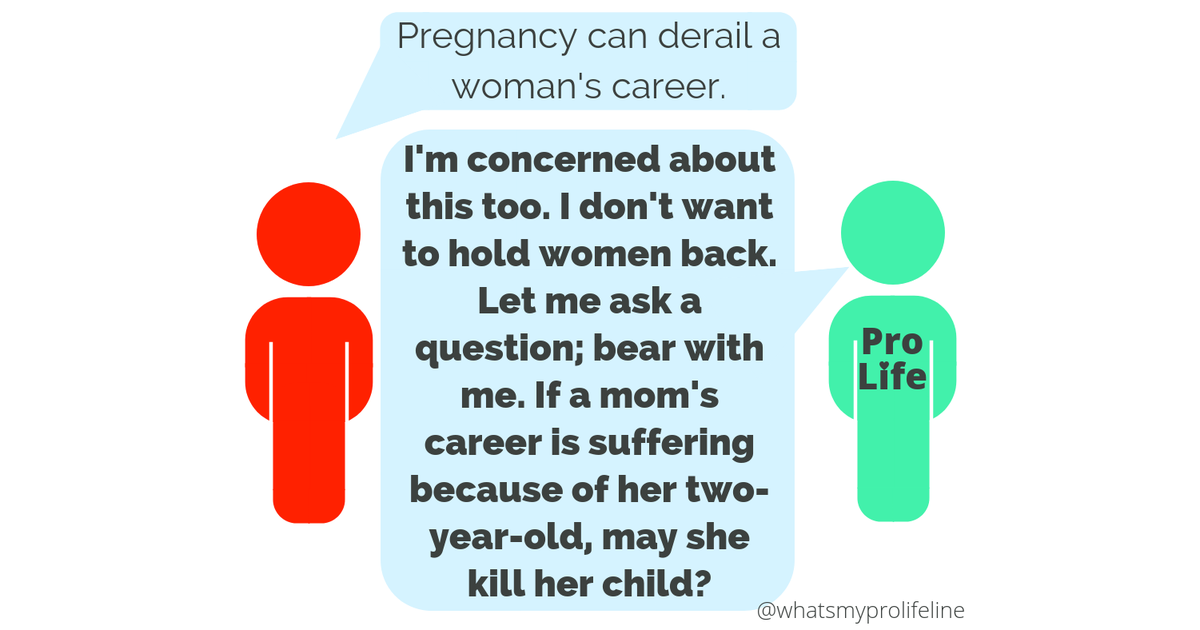 Pregnancy can derail a
woman's career.
I'm concerned about
this too. I don't want
to hold women back.
Let me ask a
question; bear with
me. If a mom's
career is suffering
because of her two-
year-old, may she
kill her child?
Pro
Life
@whatsmyprolifeline